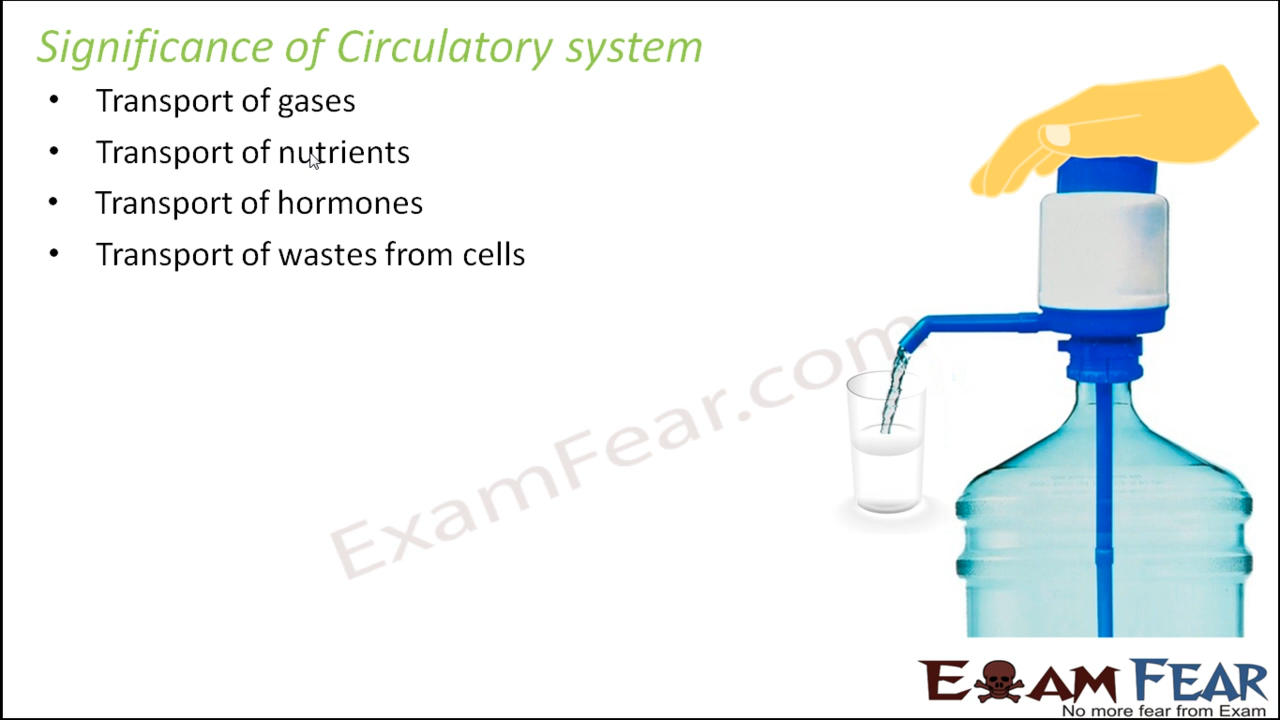 Significance of Circulatory system
• Transport of gases
• Transport of nutrients
• Transport of hormones
• Transport of wastes from cells
ExamFear.com
EXAM FEAR
No more fear from Exam